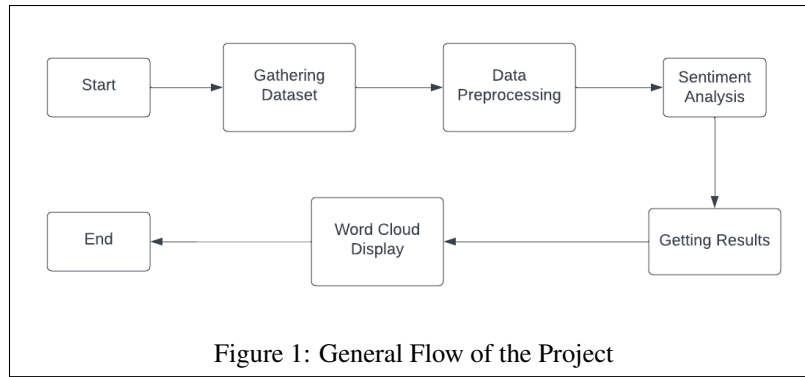 Start
Gathering
Dataset
Data
Preprocessing
Sentiment
Analysis
Getting Results
Word Cloud
Display
End
Figure 1: General Flow of the Project